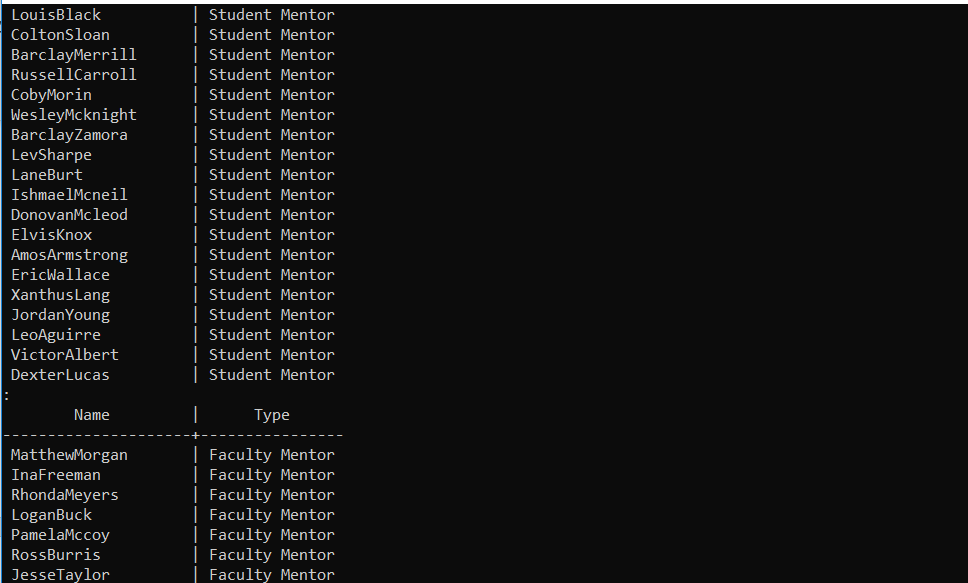 LouisBlack | Student Mentor
ColtonSloan | Student Mentor
BarclayMerrill | Student Mentor
RussellCarroll | Student Mentor
CobyMorin | Student Mentor
WesleyMcknight | Student Mentor
BarclayZamora | Student Mentor
LevSharpe | Student Mentor
LaneBurt | Student Mentor
IshmaelMcneil | Student Mentor
DonovanMcleod | Student Mentor
ElvisKnox | Student Mentor
AmosArmstrong | Student Mentor
EricWallace | Student Mentor
XanthusLang | Student Mentor
JordanYoung | Student Mentor
LeoAguirre | Student Mentor
VictorAlbert | Student Mentor
DexterLucas | Student Mentor
:
Name | Type
---------------------+----------------
MatthewMorgan | Faculty Mentor
InaFreeman | Faculty Mentor
RhondaMeyers | Faculty Mentor
LoganBuck | Faculty Mentor
PamelaMccoy | Faculty Mentor
RossBurris | Faculty Mentor
JesseTaylor | Faculty Mentor